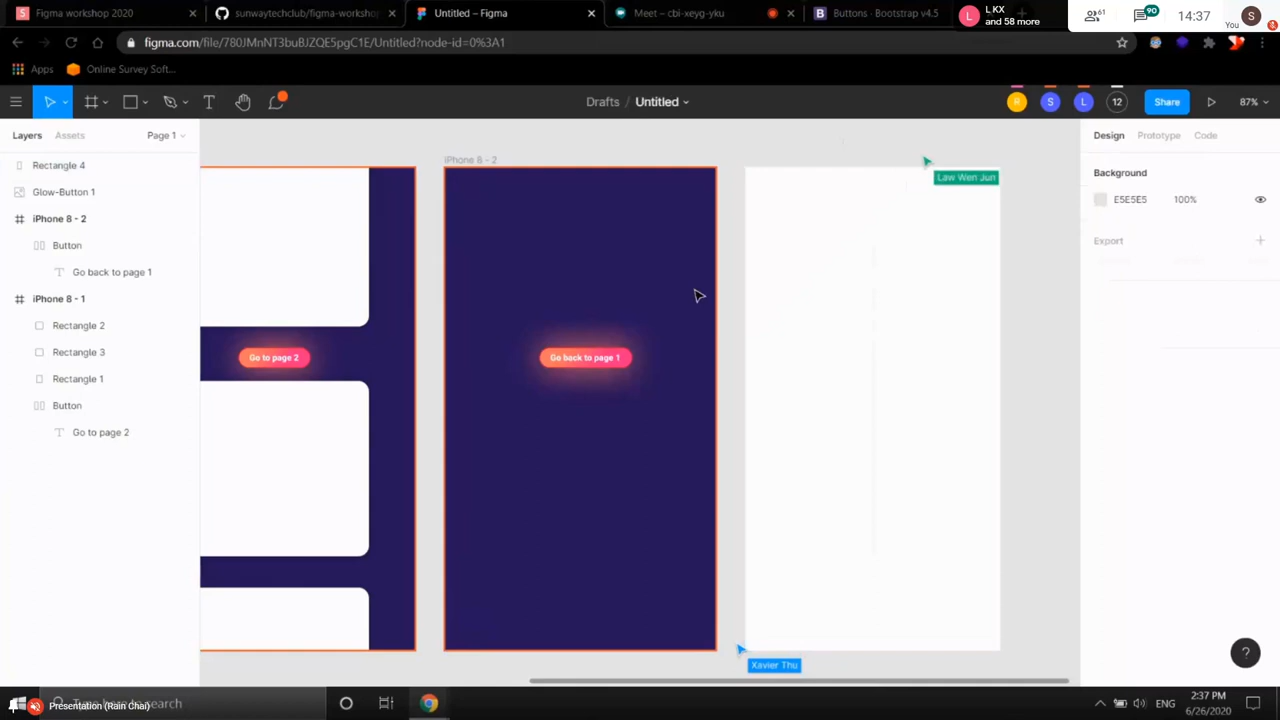 Figma workshop 2020
sunwaytechclub/figma-workshop
Untitled – Figma
Meet – cbi-xeyg-yku
Buttons · Bootstrap v4.5
L KX
and 58 more
61
90
14:37
You
S
figma.com/file/780JMnNT3buBJZQE5pgC1E/Untitled?node-id=0%3A1
Apps
Online Survey Soft...
Drafts / Untitled
R
S
L
12
Share
87%
Layers
Assets
Page 1
Design
Prototype
Code
Rectangle 4
Glow-Button 1
iPhone 8 - 2
Button
Go back to page 1
iPhone 8 - 1
Rectangle 2
Rectangle 3
Rectangle 1
Button
Go to page 2
iPhone 8 - 2
Go to page 2
Go back to page 1
Law Wen Jun
Xavier Thu
Background
E5E5E5
100%
Export
?
Presentation (Rain Chai)
ENG
2:37 PM
6/26/2020